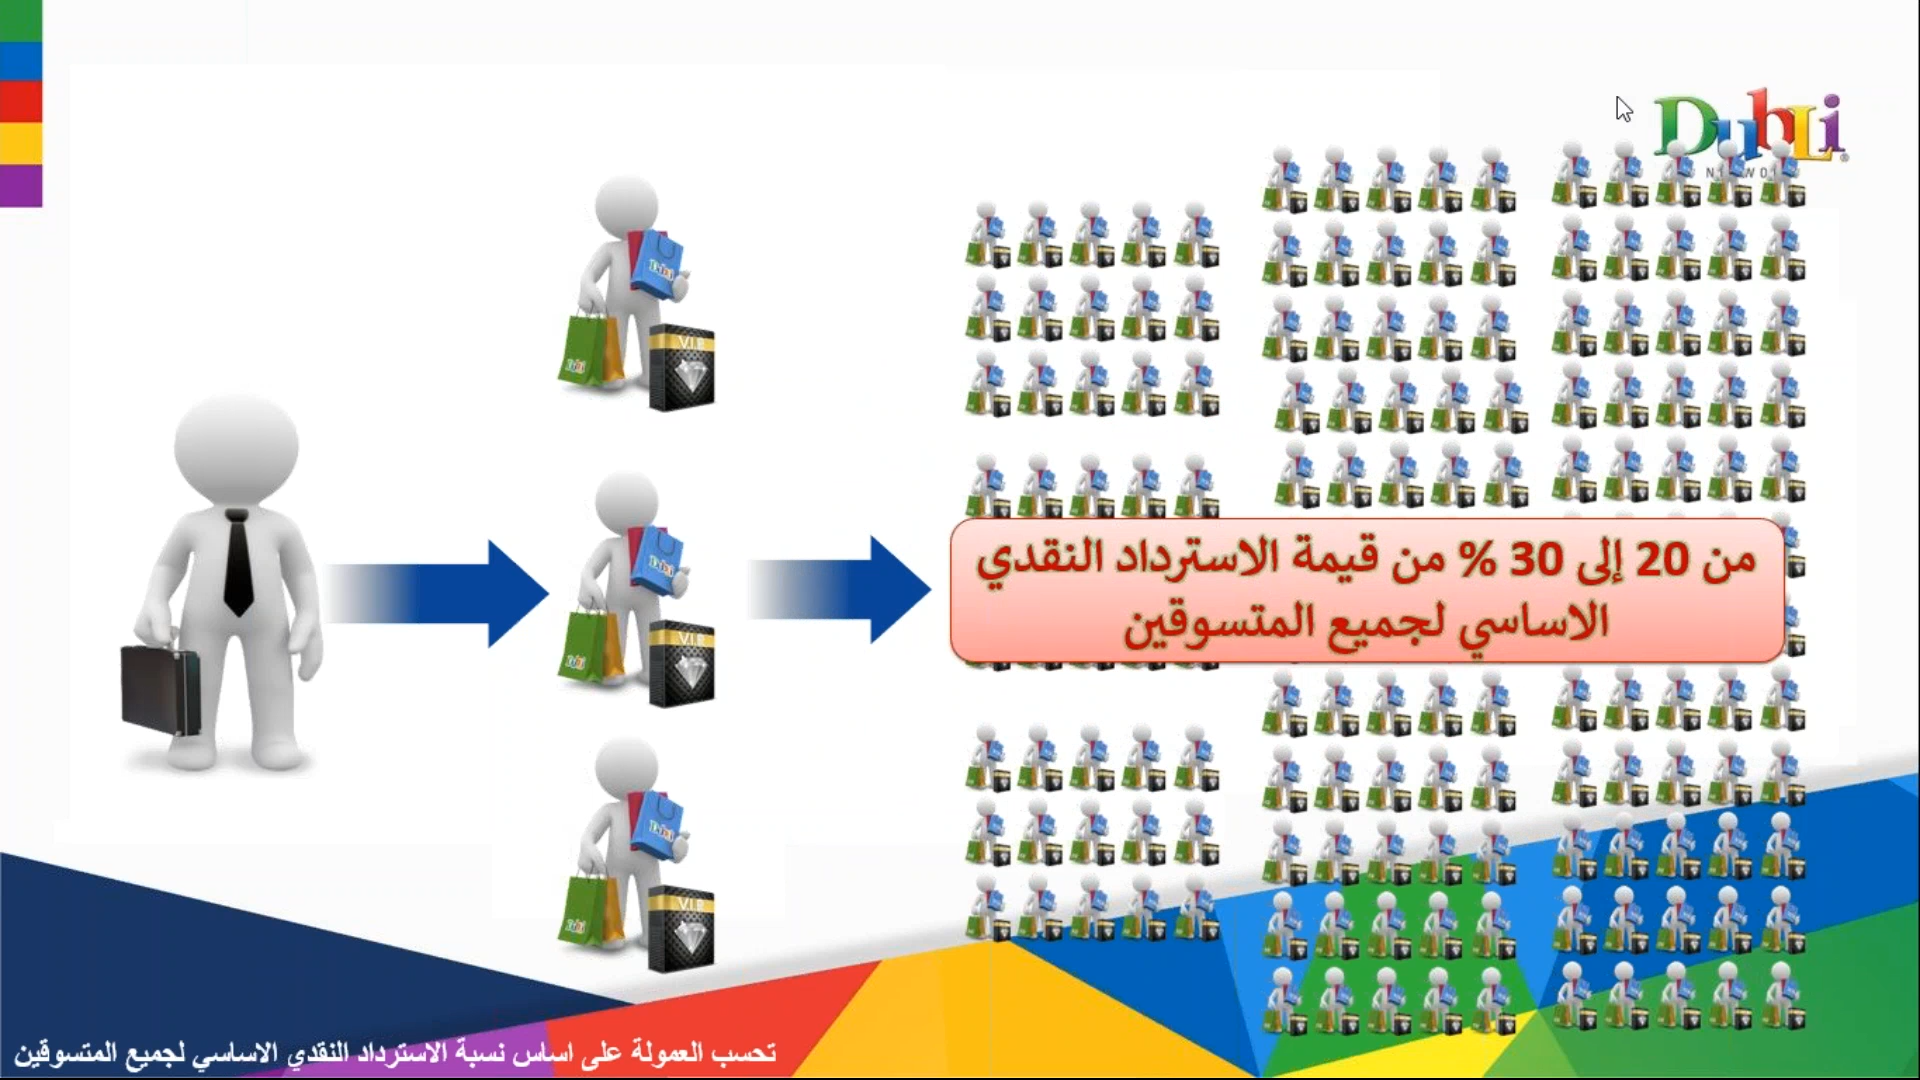 DubLi
من 20 إلى 30 % من قيمة الاسترداد النقدي
الاساسي لجميع المتسوقين
V.I.P
V.I.P
V.I.P
تحسب العمولة على اساس نسبة الاسترداد النقدي الاساسي لجميع المتسوقين